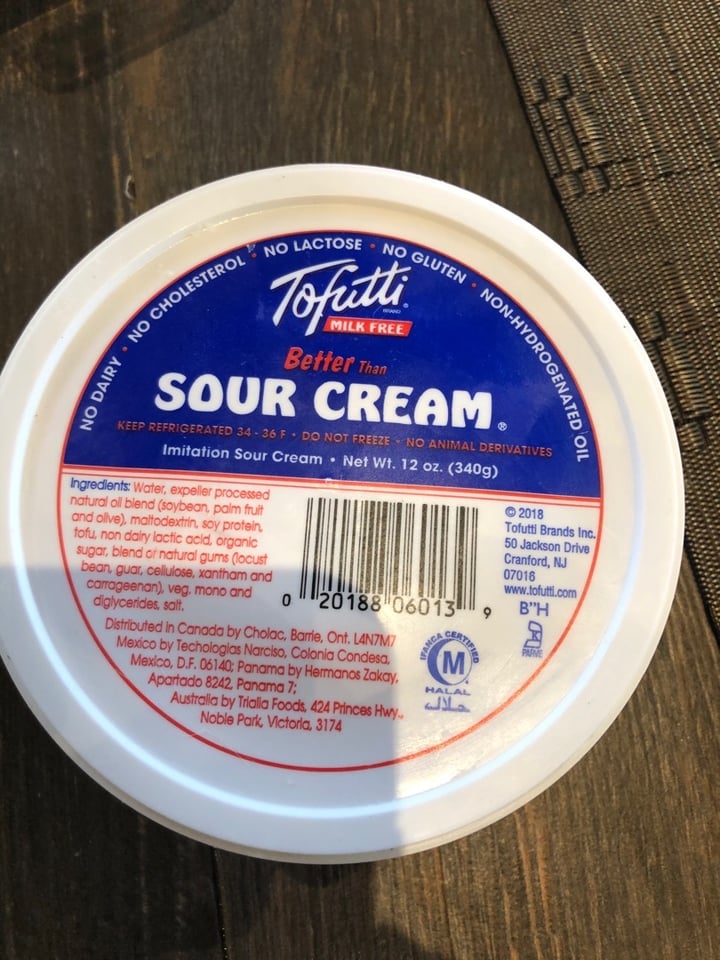 NO DAIRY • NO CHOLESTEROL • NO LACTOSE • NO GLUTEN • NON-HYDROGENATED OIL
Tofutti
BRAND
®
MILK FREE
Better Than
SOUR CREAM®
KEEP REFRIGERATED 34 - 36 F • DO NOT FREEZE • NO ANIMAL DERIVATIVES
Imitation Sour Cream • Net Wt. 12 oz. (340g)
Ingredients: Water, expeller processed
natural oil blend (soybean, palm fruit
and olive), maltodextrin, soy protein,
tofu, non dairy lactic acid, organic
sugar, blend of natural gums (locust
bean, guar, cellulose, xantham and
carrageenan), veg. mono and
diglycerides, salt.
0 20188 06013 9
© 2018
Tofutti Brands Inc.
50 Jackson Drive
Cranford, NJ
07016
www.tofutti.com
B"H
PARVE
Distributed in Canada by Cholac, Barrie, Ont. L4N7M7
Mexico by Techologias Narciso, Colonia Condesa,
Mexico, D.F. 06140; Panama by Hermanos Zakay,
Apartado 8242, Panama 7;
Australia by Trialia Foods, 424 Princes Hwy.,
Noble Park, Victoria, 3174
IFANCA CERTIFIED
M
HALAL
حلال